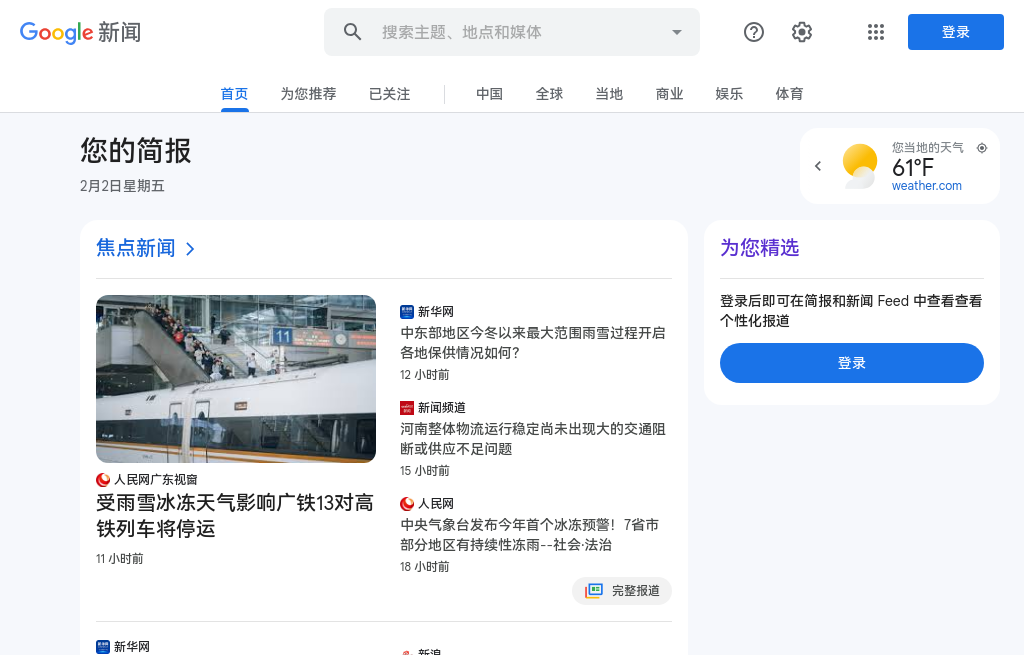 Google 新闻
搜索主题、地点和媒体
登录
首页
为您推荐
已关注
中国
全球
当地
商业
娱乐
体育
您的简报
2月2日星期五
您当地的天气
61°F
weather.com
焦点新闻
11
人民网广东视窗
受雨雪冰冻天气影响广铁13对高
铁列车将停运
11 小时前
新华网
中东部地区今冬以来最大范围雨雪过程开启
各地保供情况如何？
12 小时前
新闻频道
河南整体物流运行稳定尚未出现大的交通阻
断或供应不足问题
15 小时前
人民网
中央气象台发布今年首个冰冻预警！7省市
部分地区有持续性冻雨--社会·法治
18 小时前
完整报道
新华网
新浪
为您精选
登录后即可在简报和新闻 Feed 中查看查看
个性化报道
登录